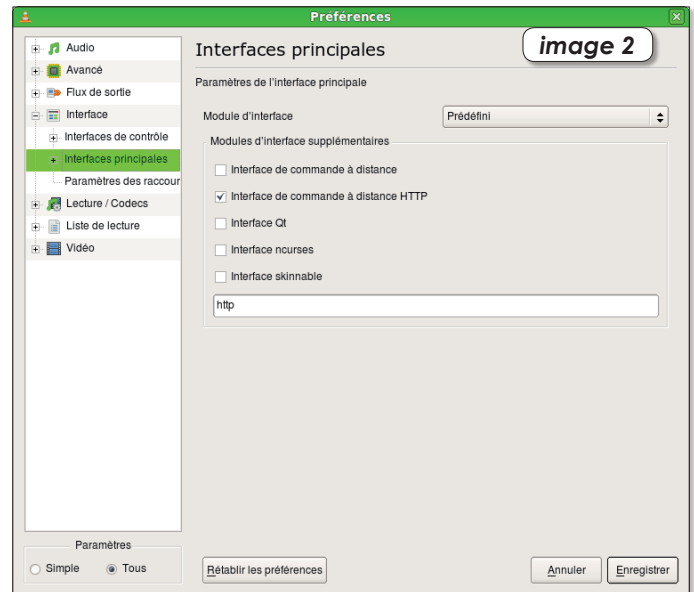 Préférences
image 2
Audio
Avancé
Flux de sortie
Interface
Interfaces de contrôle
Interfaces principales
Paramètres des raccour
Lecture / Codecs
Liste de lecture
Vidéo
Paramètres
Simple
Tous
Interfaces principales
Paramètres de l'interface principale
Module d'interface
Prédéfini
Modules d'interface supplémentaires
Interface de commande à distance
Interface de commande à distance HTTP
Interface Qt
Interface ncurses
Interface skinnable
http
Rétablir les préférences
Annuler
Enregistrer